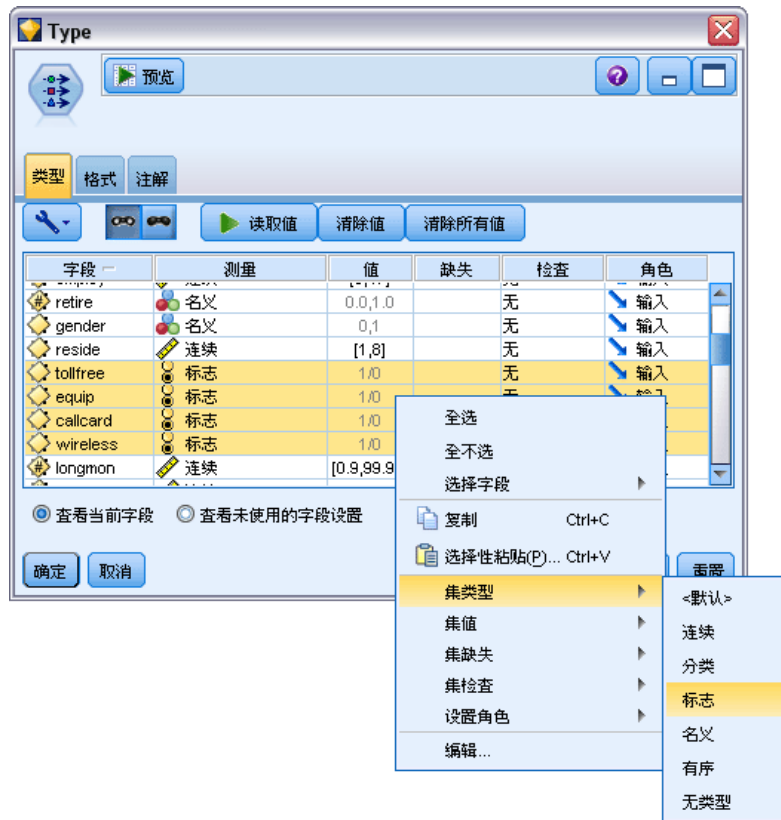 Type
预览
类型 格式 注解
读取值 清除值 清除所有值
字段 测量 值 缺失 检查 角色
retire 名义 0.0,1.0 无 输入
gender 名义 0,1 无 输入
reside 连续 [1,8] 无 输入
tollfree 标志 1/0 无 输入
equip 标志 1/0
callcard 标志 1/0
wireless 标志 1/0
longmon 连续 [0.9,99.9
查看当前字段 查看未使用的字段设置
确定 取消 重置
全选
全不选
选择字段
复制 Ctrl+C
选择性粘贴(P)... Ctrl+V
集类型
集值
集缺失
集检查
设置角色
编辑...
<默认>
连续
分类
标志
名义
有序
无类型